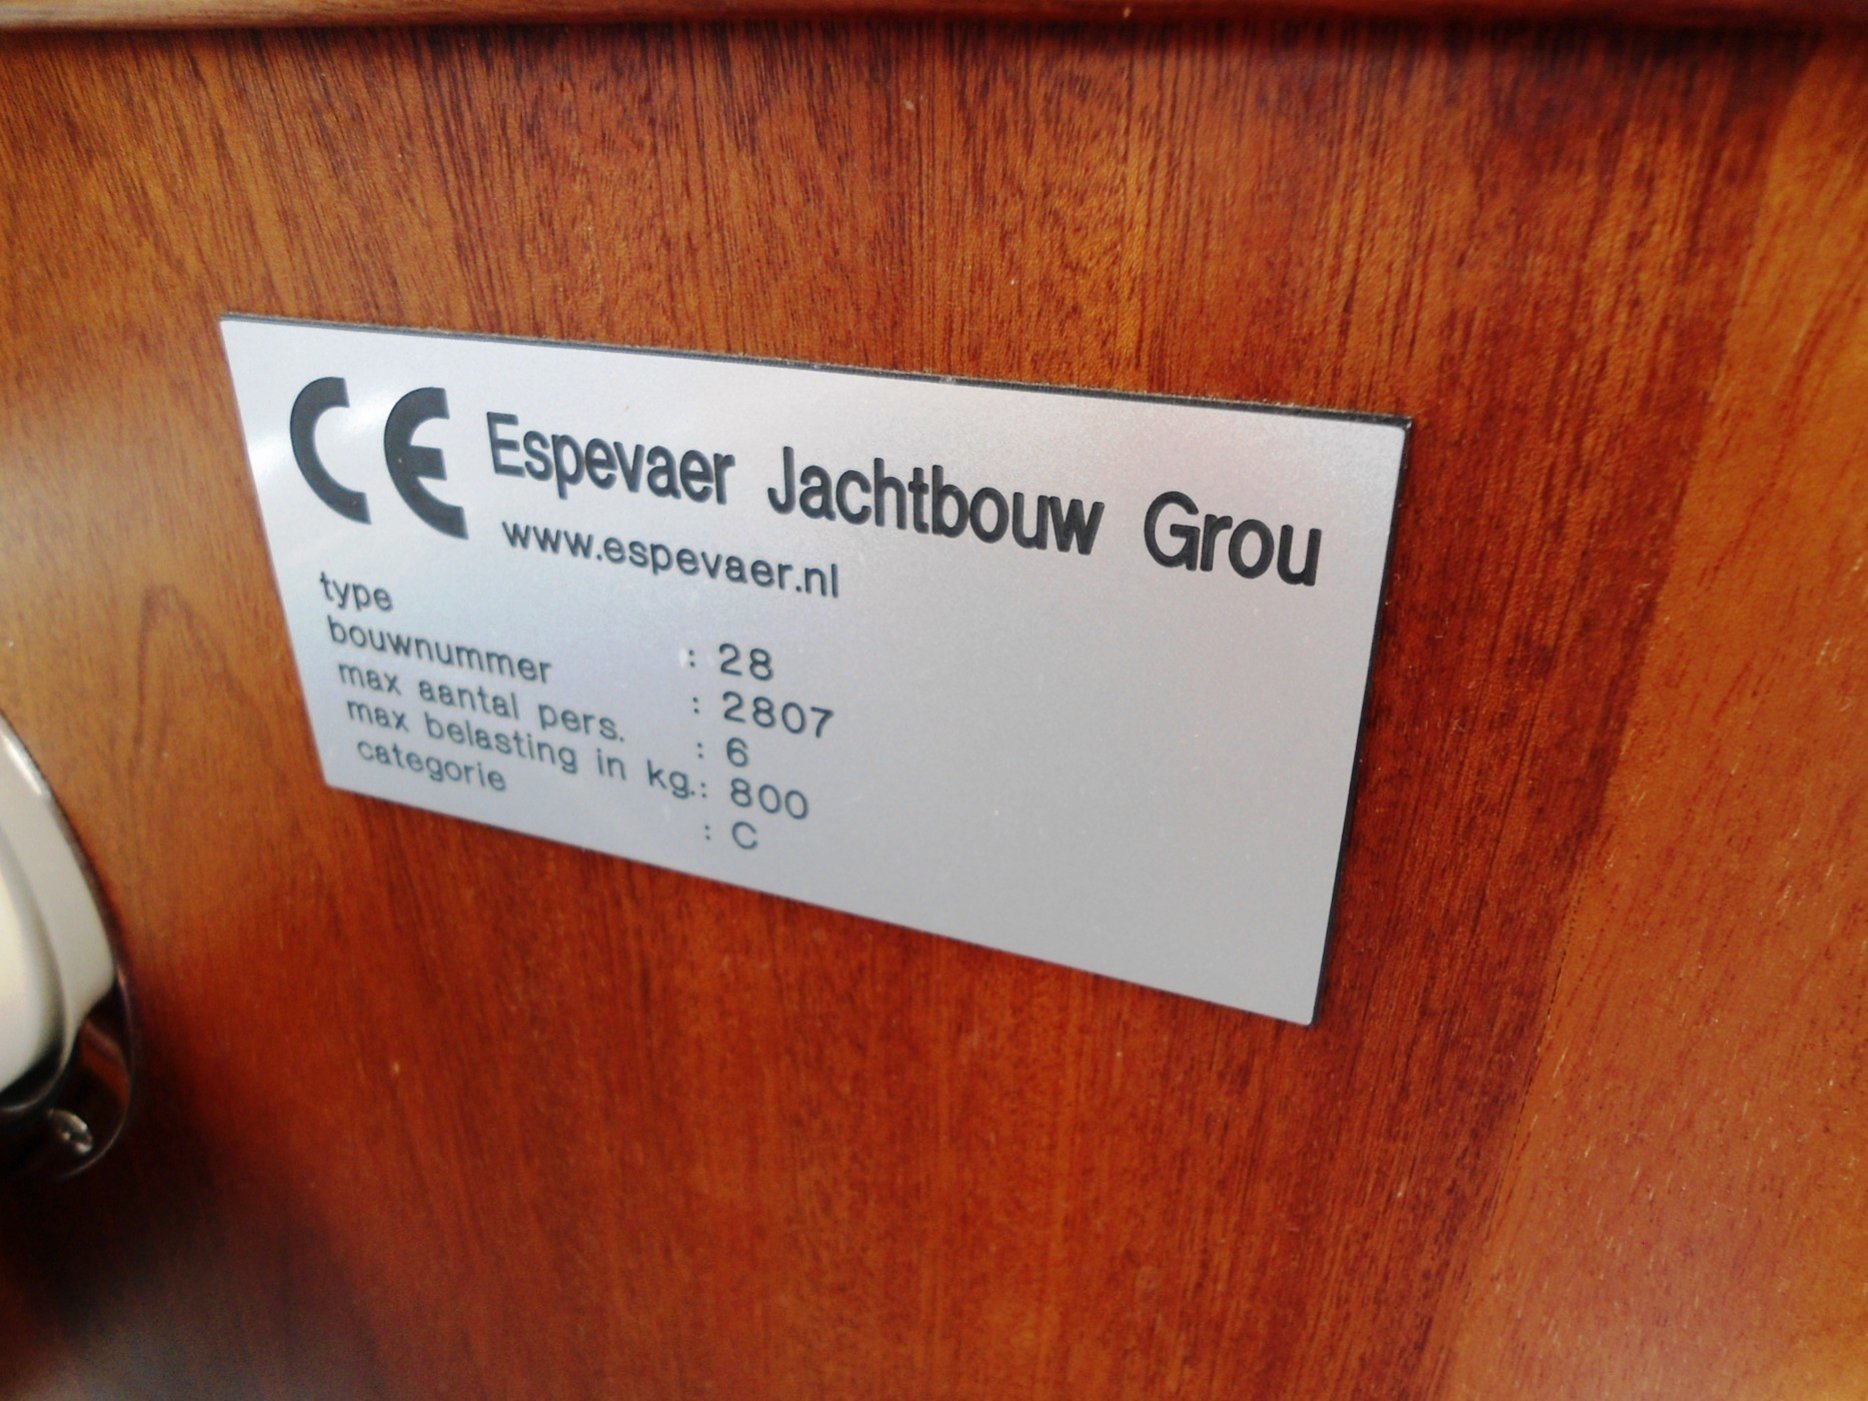 CE Espevaer Jachtbouw Grou
www.espevaer.nl
type : 28
bouwnummer : 2807
max aantal pers. : 6
max belasting in kg.: 800
categorie : C